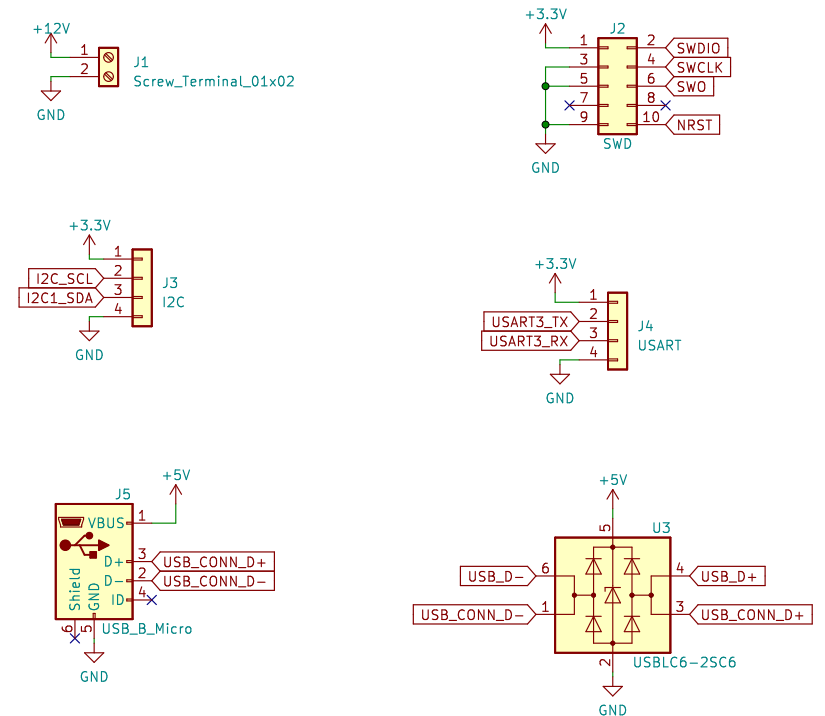 +12V
1
2
GND
J1
Screw_Terminal_01x02
+3.3V
J2
1
3
5
7
9
2
4
6
8
10
SWDIO
SWCLK
SWO
NRST
SWD
GND
+3.3V
1
2
3
4
I2C_SCL
I2C1_SDA
J3
I2C
GND
+3.3V
1
2
3
4
USART3_TX
USART3_RX
J4
USART
GND
+5V
J5
VBUS
1
D+
3
USB_CONN_D+
D-
2
USB_CONN_D-
ID
4
Shield
GND
6
5
USB_B_Micro
GND
+5V
5
U3
USB_D-
6
4
USB_D+
USB_CONN_D-
1
3
USB_CONN_D+
2
USBLC6-2SC6
GND